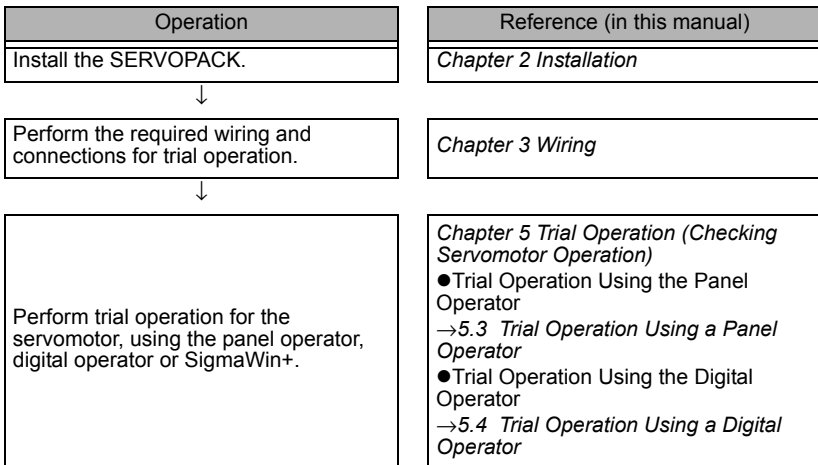 Operation
Reference (in this manual)
Install the SERVOPACK.
Chapter 2 Installation
↓
Perform the required wiring and
connections for trial operation.
Chapter 3 Wiring
↓
Perform trial operation for the
servomotor, using the panel operator,
digital operator or SigmaWin+.
Chapter 5 Trial Operation (Checking
Servomotor Operation)
●Trial Operation Using the Panel
Operator
→5.3 Trial Operation Using a Panel
Operator
●Trial Operation Using the Digital
Operator
→5.4 Trial Operation Using a Digital
Operator